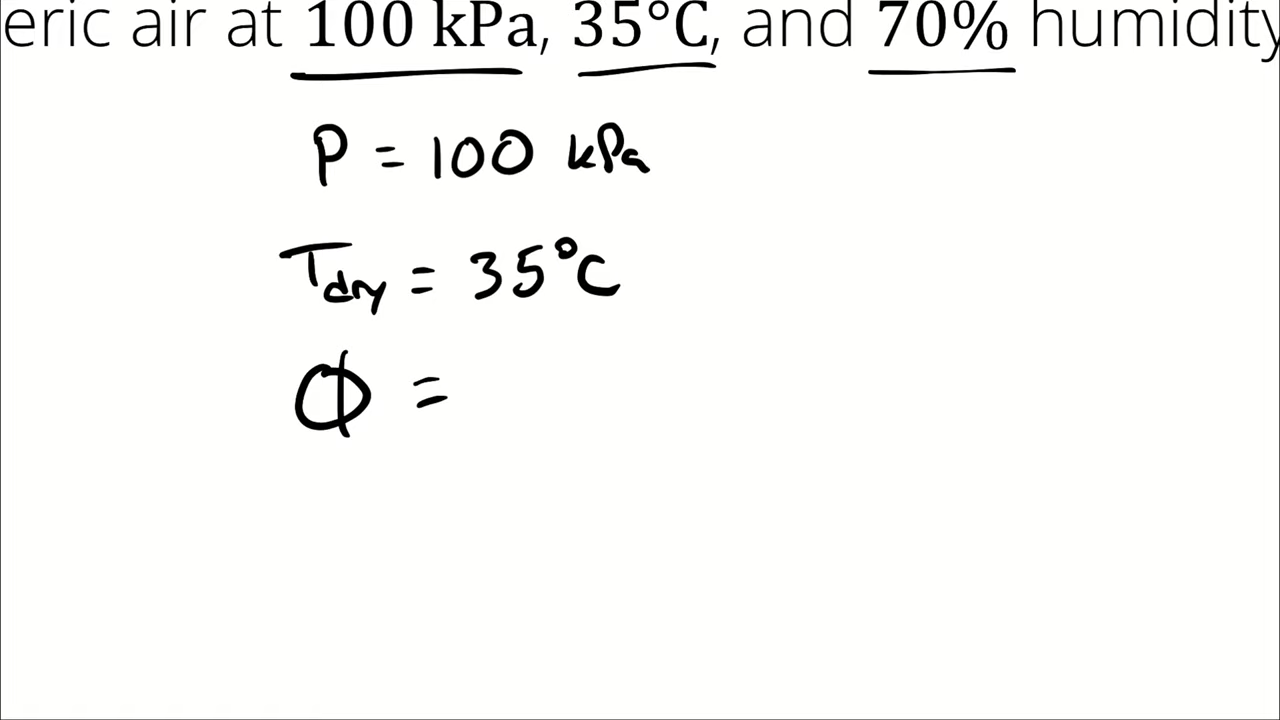 eric air at 100 kPa, 35°C, and 70% humidity
P = 100 kPa
Tdry = 35°C
Φ =